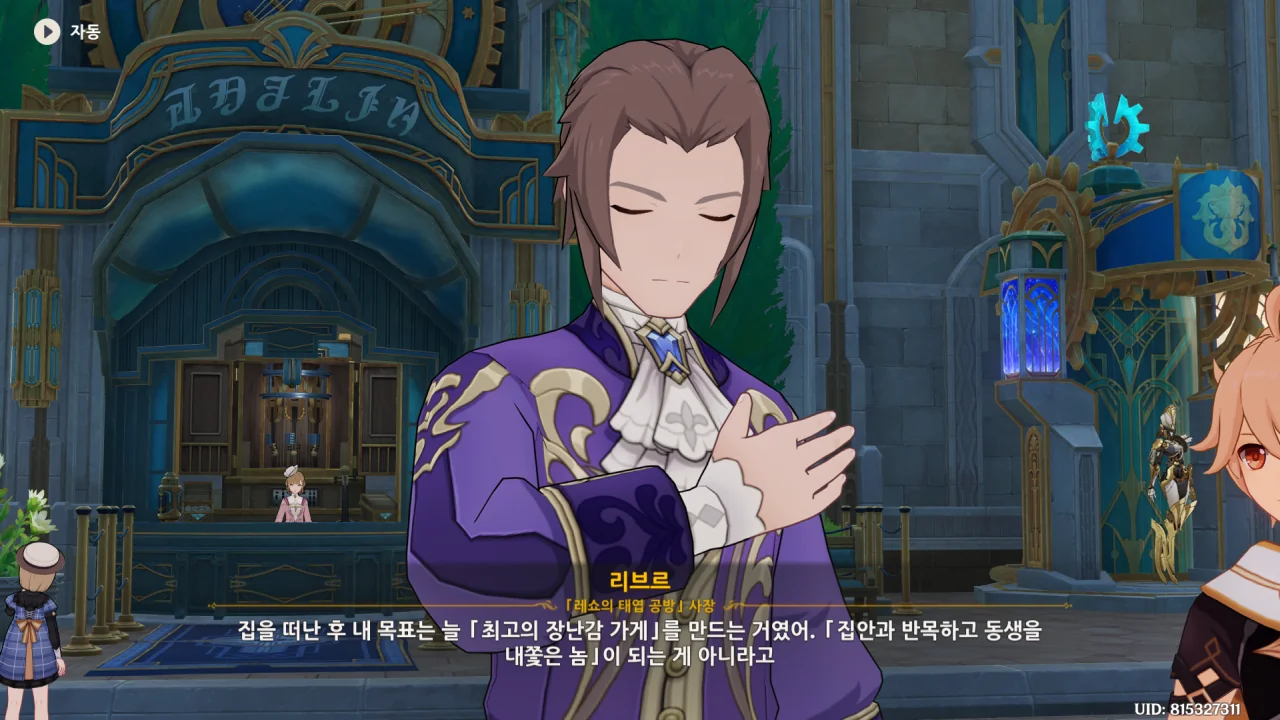 자동
리브르
「레쇼의 태엽 공방」 사장
집을 떠난 후 내 목표는 늘 「최고의 장난감 가게」를 만드는 거였어. 「집안과 반목하고 동생을
내쫓은 놈」이 되는 게 아니라고
UID: 815327311